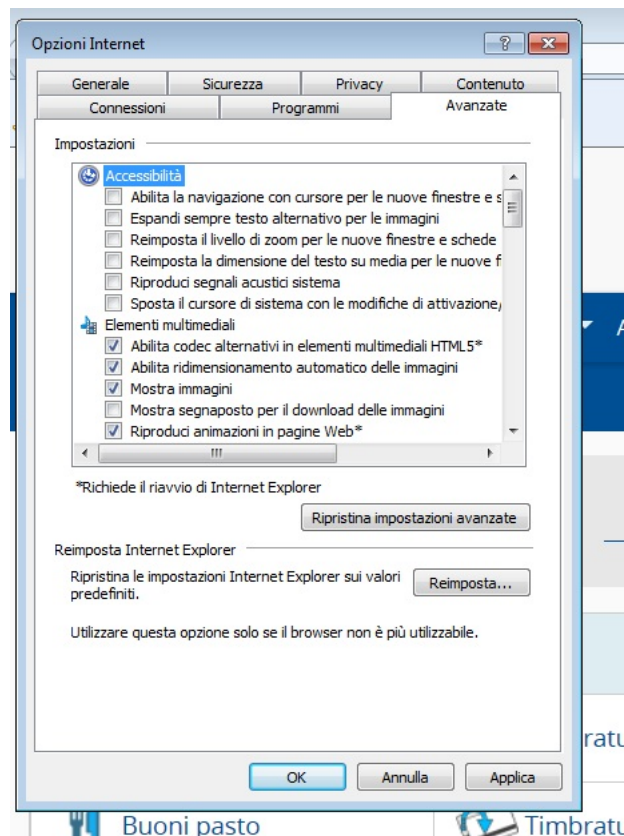 Opzioni Internet
Generale Sicurezza Privacy Contenuto
Connessioni Programmi Avanzate
Impostazioni
Accessibilità
Abilita la navigazione con cursore per le nuove finestre e s
Espandi sempre testo alternativo per le immagini
Reimposta il livello di zoom per le nuove finestre e schede
Reimposta la dimensione del testo su media per le nuove fi
Riproduci segnali acustici sistema
Sposta il cursore di sistema con le modifiche di attivazione/
Elementi multimediali
Abilita codec alternativi in elementi multimediali HTML5*
Abilita ridimensionamento automatico delle immagini
Mostra immagini
Mostra segnaposto per il download delle immagini
Riproduci animazioni in pagine Web*
*Richiede il riavvio di Internet Explorer
Ripristina impostazioni avanzate
Reimposta Internet Explorer
Ripristina le impostazioni Internet Explorer sui valori
predefiniti.
Reimposta...
Utilizzare questa opzione solo se il browser non è più utilizzabile.
OK Annulla Applica
A
ratu
Buoni pasto Timbratu